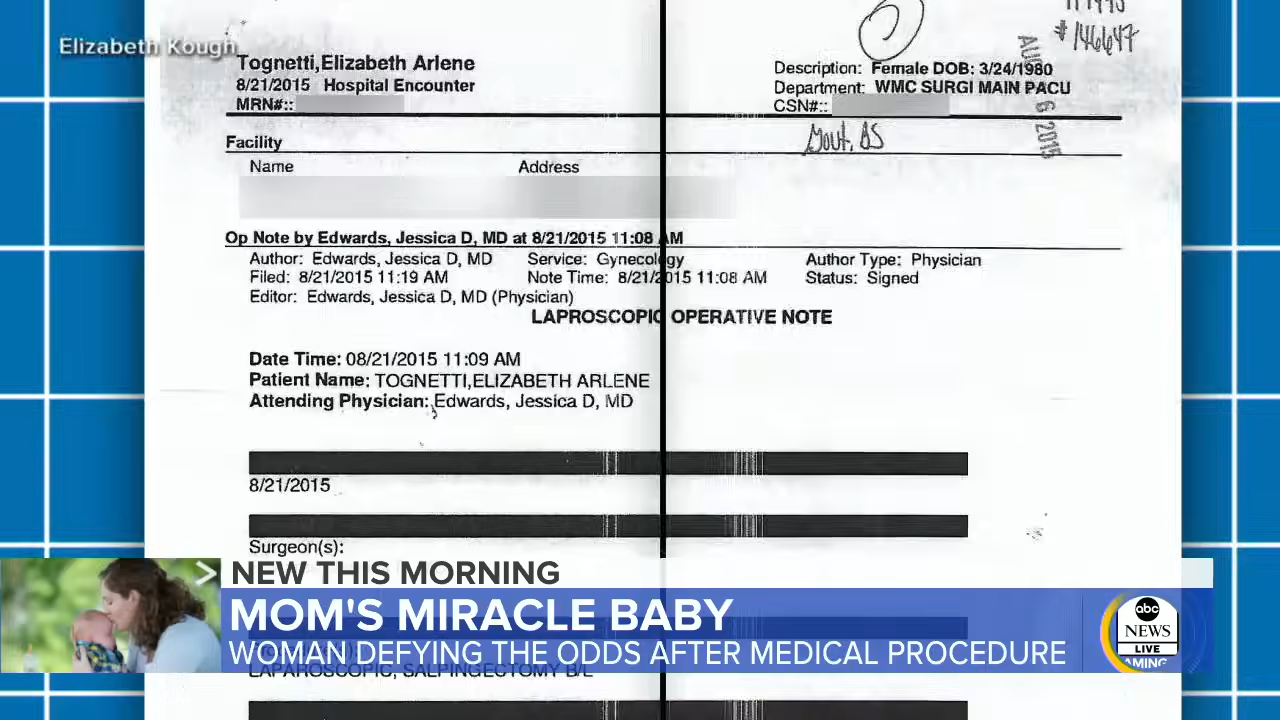 Elizabeth Kough
#146647
Tognetti,Elizabeth Arlene
8/21/2015 Hospital Encounter
MRN#::
Description: Female DOB: 3/24/1980
Department: WMC SURGI MAIN PACU
CSN#::
AUG 6 2015
Facility
Name Address
Op Note by Edwards, Jessica D, MD at 8/21/2015 11:08 AM
Author: Edwards, Jessica D, MD Service: Gynecology Author Type: Physician
Filed: 8/21/2015 11:19 AM Note Time: 8/21/2015 11:08 AM Status: Signed
Editor: Edwards, Jessica D, MD (Physician)
LAPROSCOPIC OPERATIVE NOTE
Date Time: 08/21/2015 11:09 AM
Patient Name: TOGNETTI,ELIZABETH ARLENE
Attending Physician: Edwards, Jessica D, MD
8/21/2015
Surgeon(s):
NEW THIS MORNING
MOM'S MIRACLE BABY
WOMAN DEFYING THE ODDS AFTER MEDICAL PROCEDURE
LAPAROSCOPIC, SALPINGECTOMY B/L
abc
NEWS
LIVE